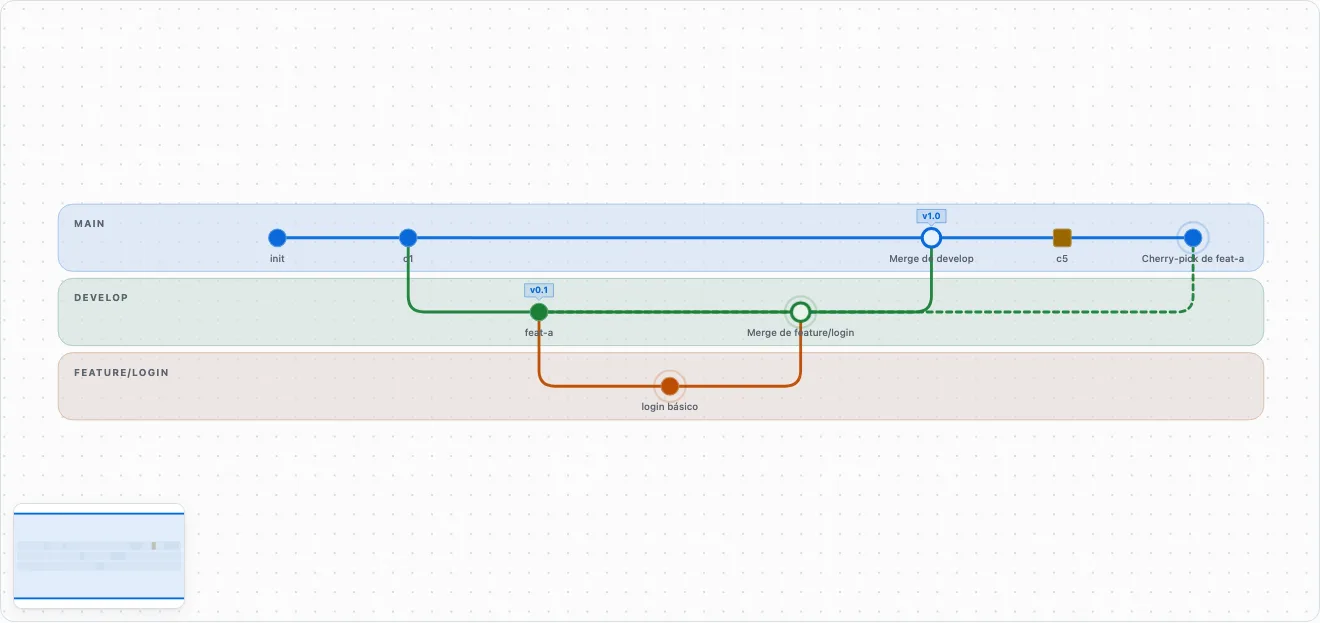 MAIN
v1.0
init
c1
Merge de develop
c5
Cherry-pick de feat-a
DEVELOP
v0.1
feat-a
Merge de feature/login
FEATURE/LOGIN
login básico